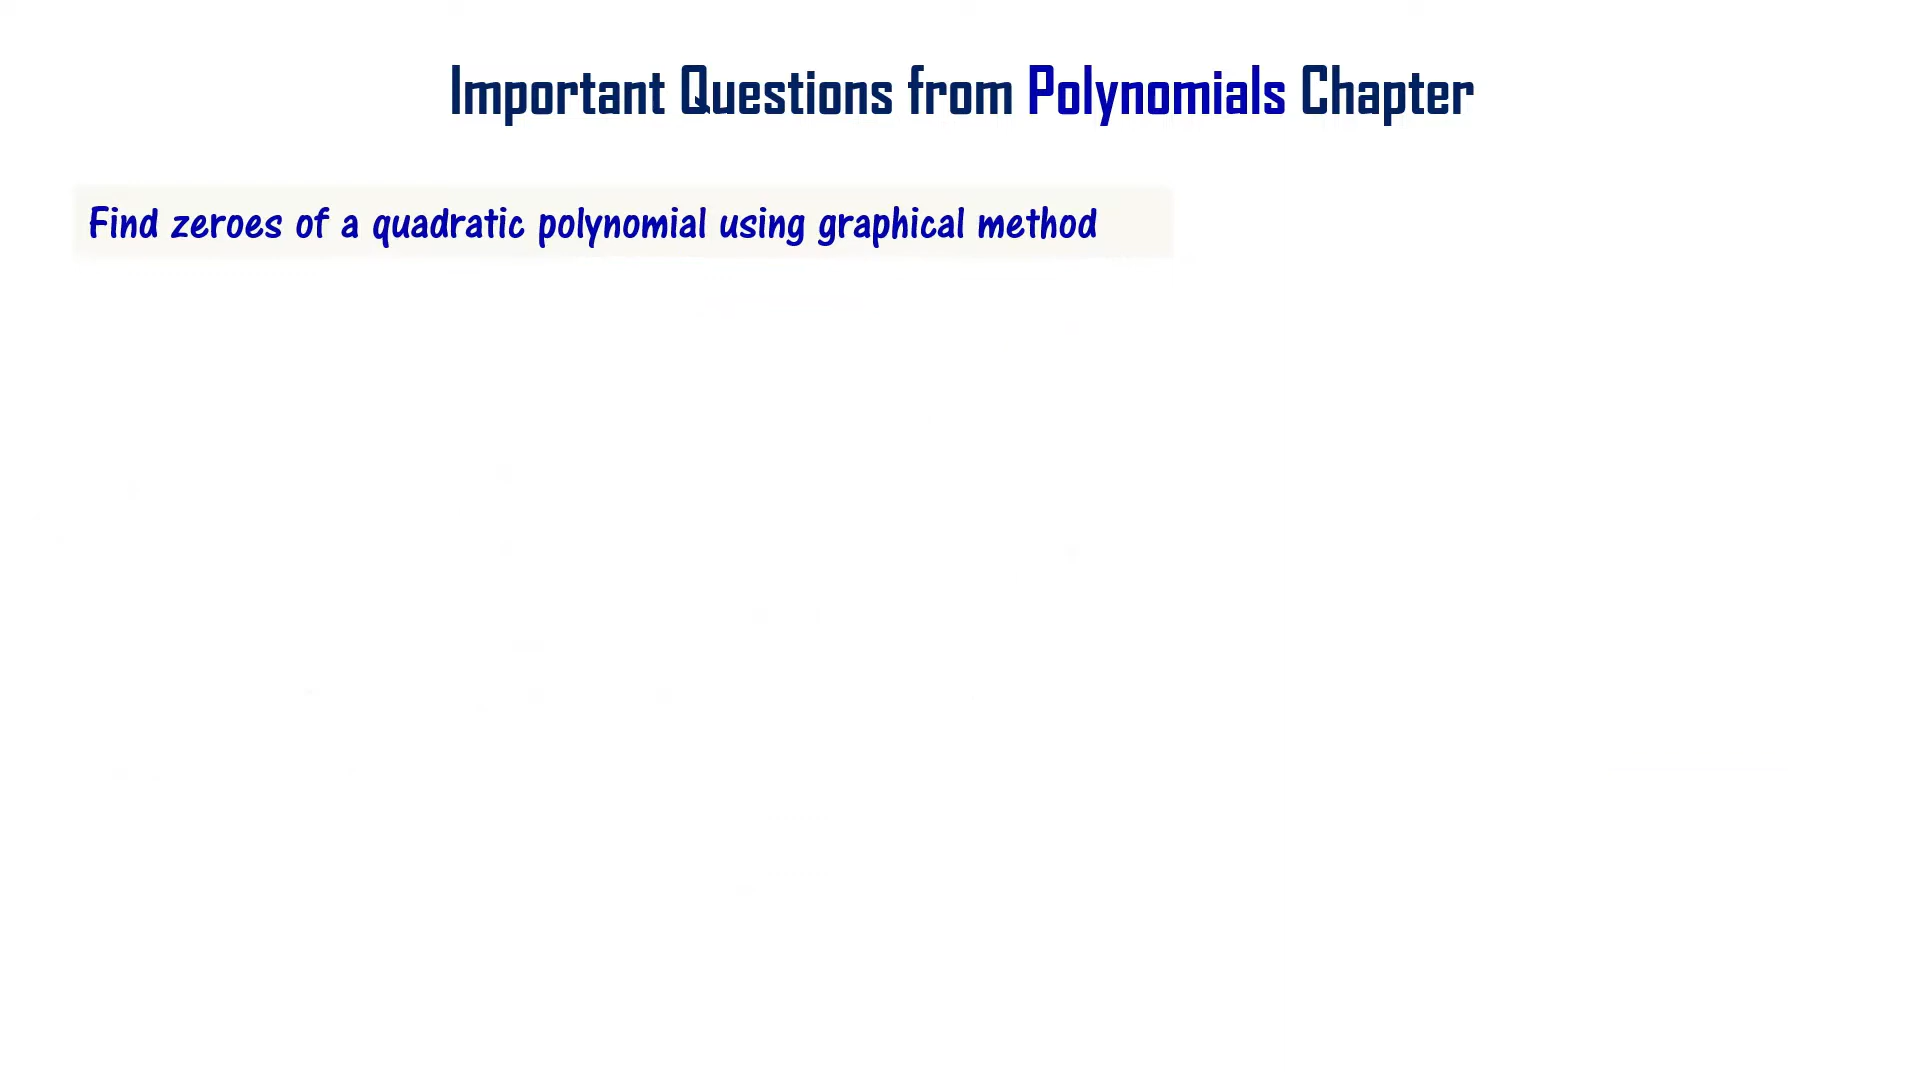 Important Questions from Polynomials Chapter
Find zeroes of a quadratic polynomial using graphical method